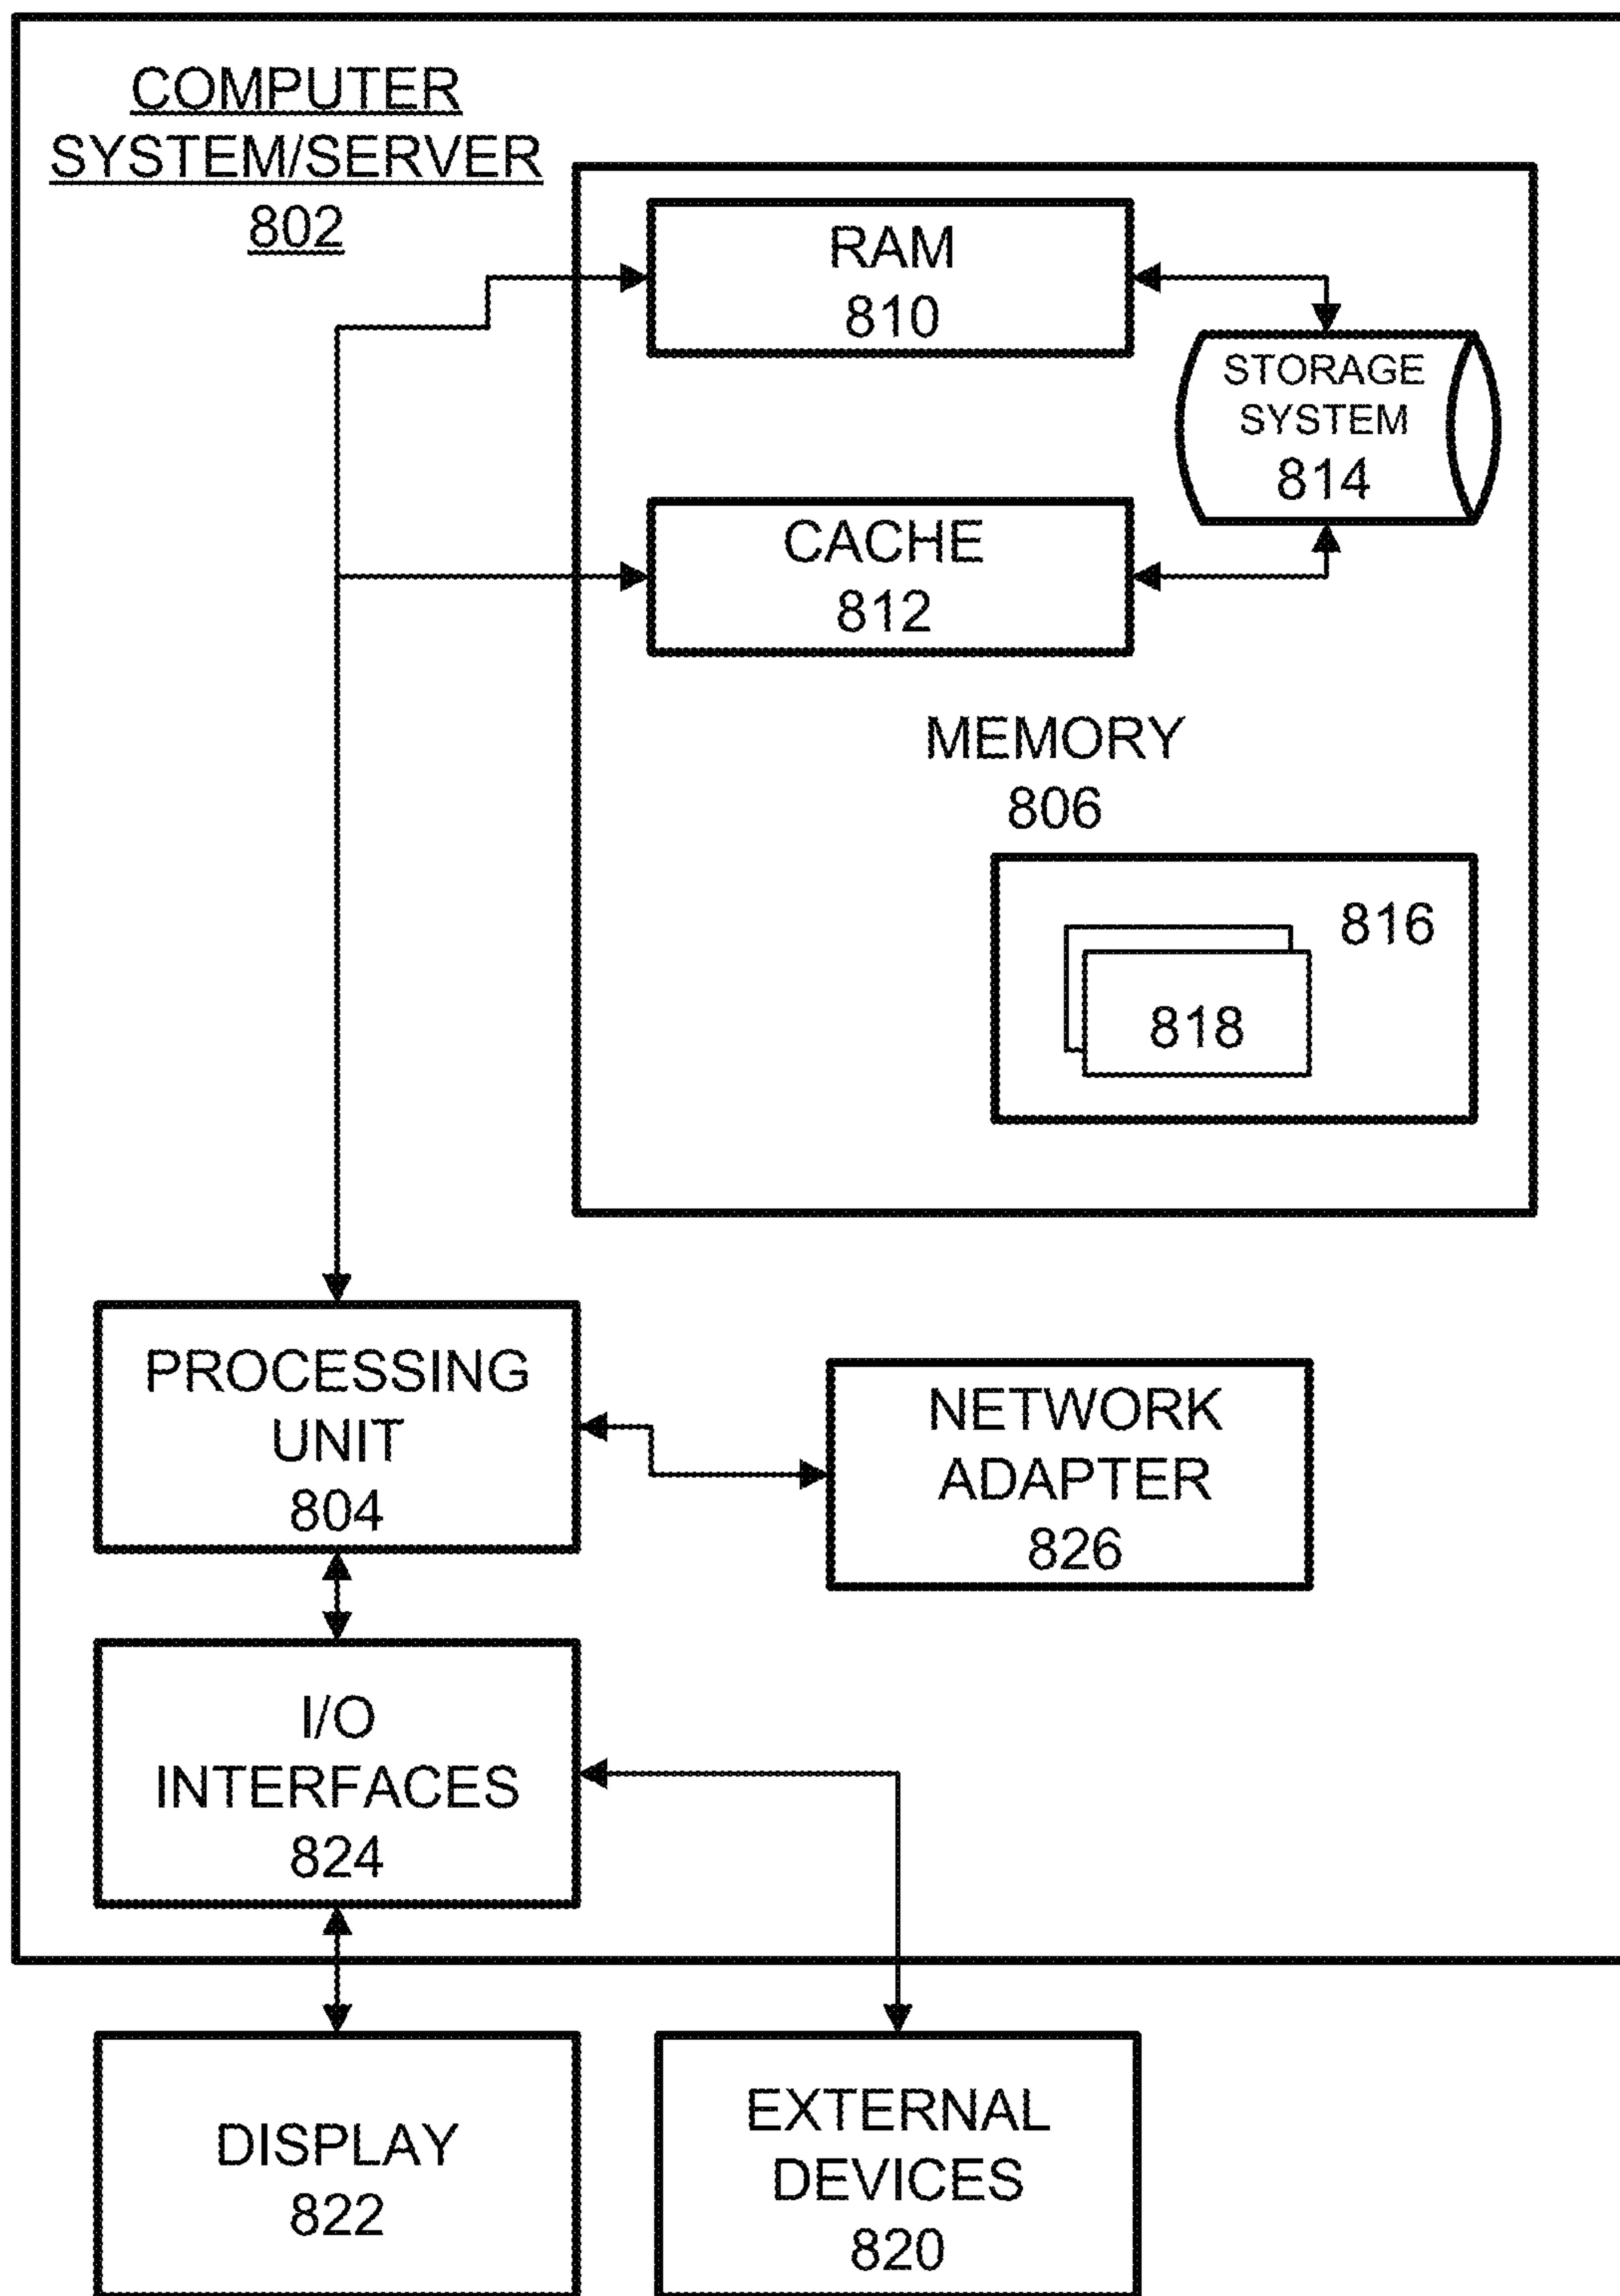 COMPUTER
SYSTEM/SERVER
802
RAM
810
STORAGE
SYSTEM
814
CACHE
812
MEMORY
806
816
818
PROCESSING
UNIT
804
NETWORK
ADAPTER
826
I/O
INTERFACES
824
DISPLAY
822
EXTERNAL
DEVICES
820